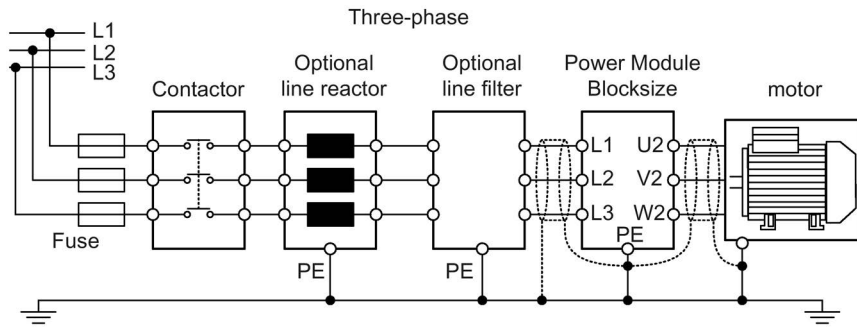 Three-phase
L1
L2
L3
Contactor
Optional
line reactor
Optional
line filter
Power Module
Blocksize
motor
L1 U2
L2 V2
L3 W2
Fuse
PE
PE
PE